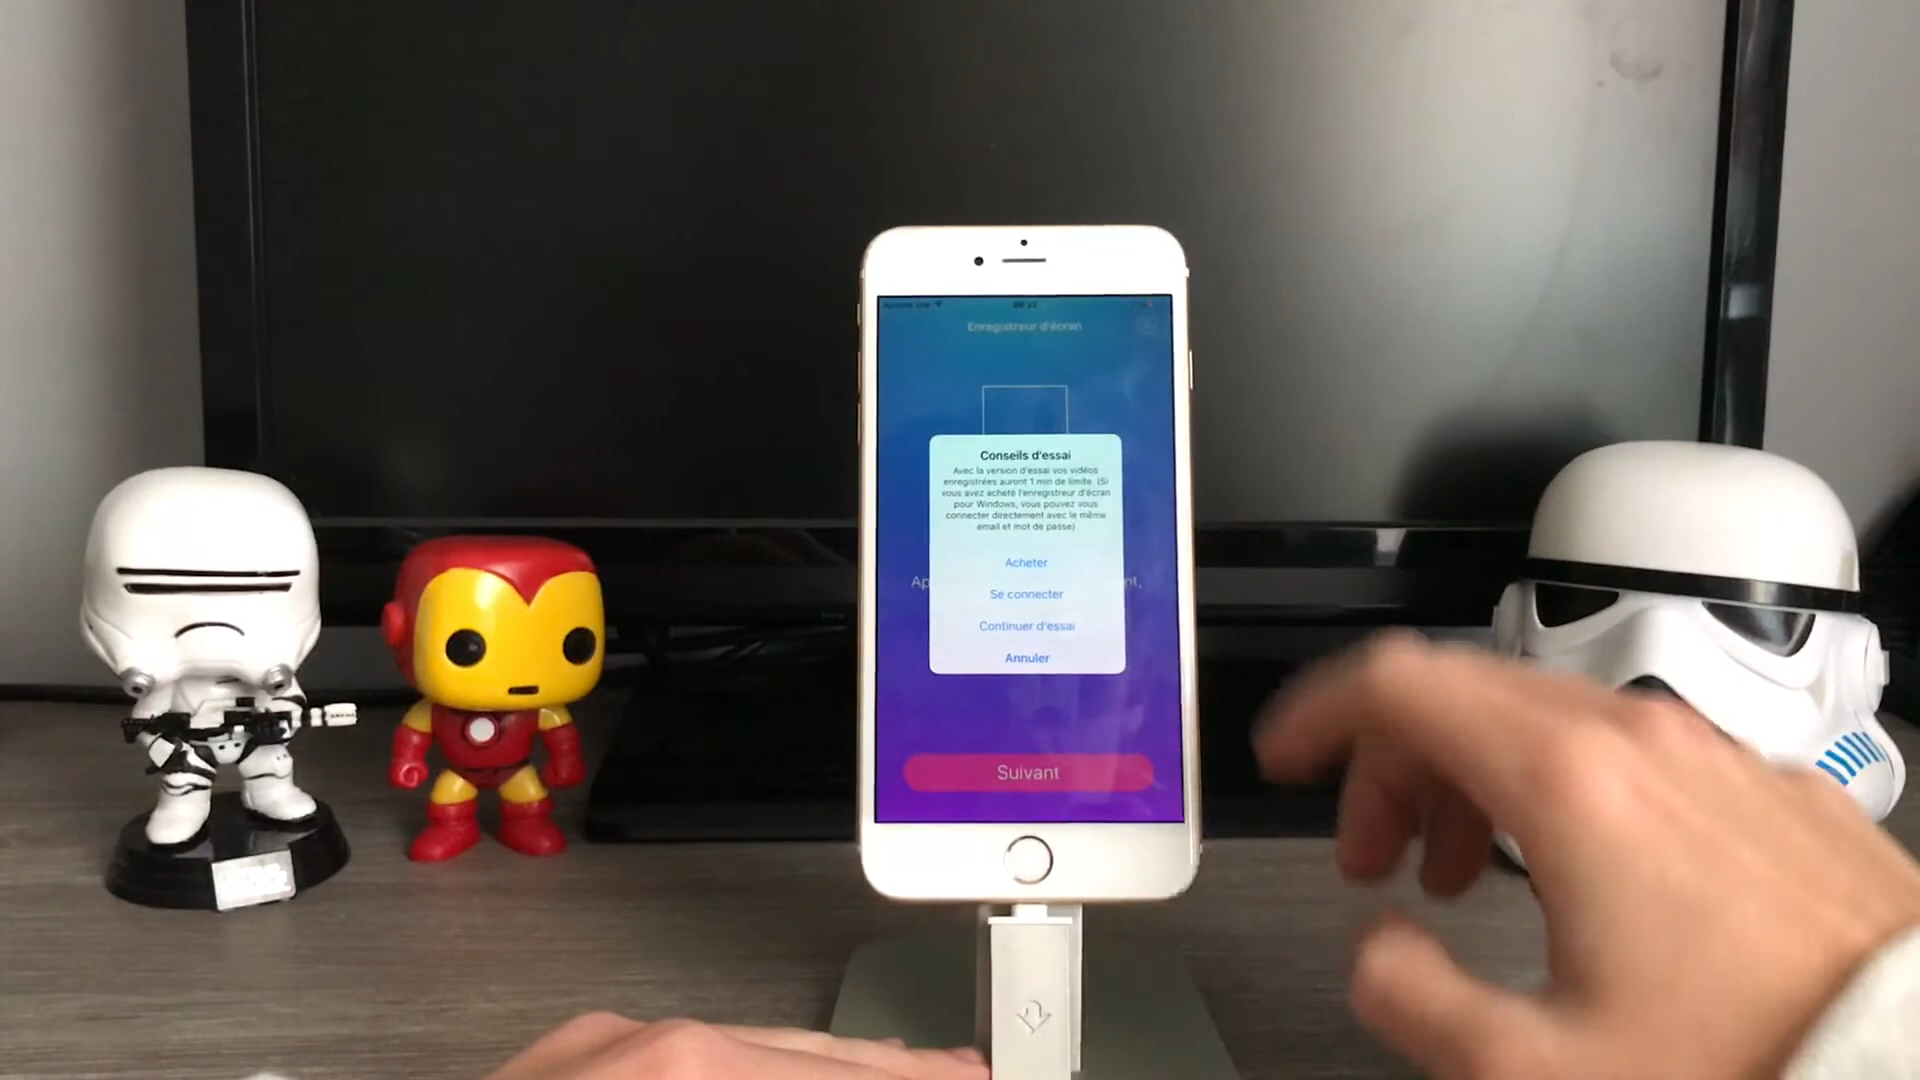 Enregistreur d'écran
Conseils d'essai
Avec la version d'essai vos vidéos
enregistrées auront 1 min de limite. (Si
vous avez acheté l'enregistreur d'écran
pour Windows, vous pouvez vous
connecter directement avec le même
email et mot de passe)
Acheter
Ap
nt,
Se connecter
Continuer d'essai
Annuler
Suivant